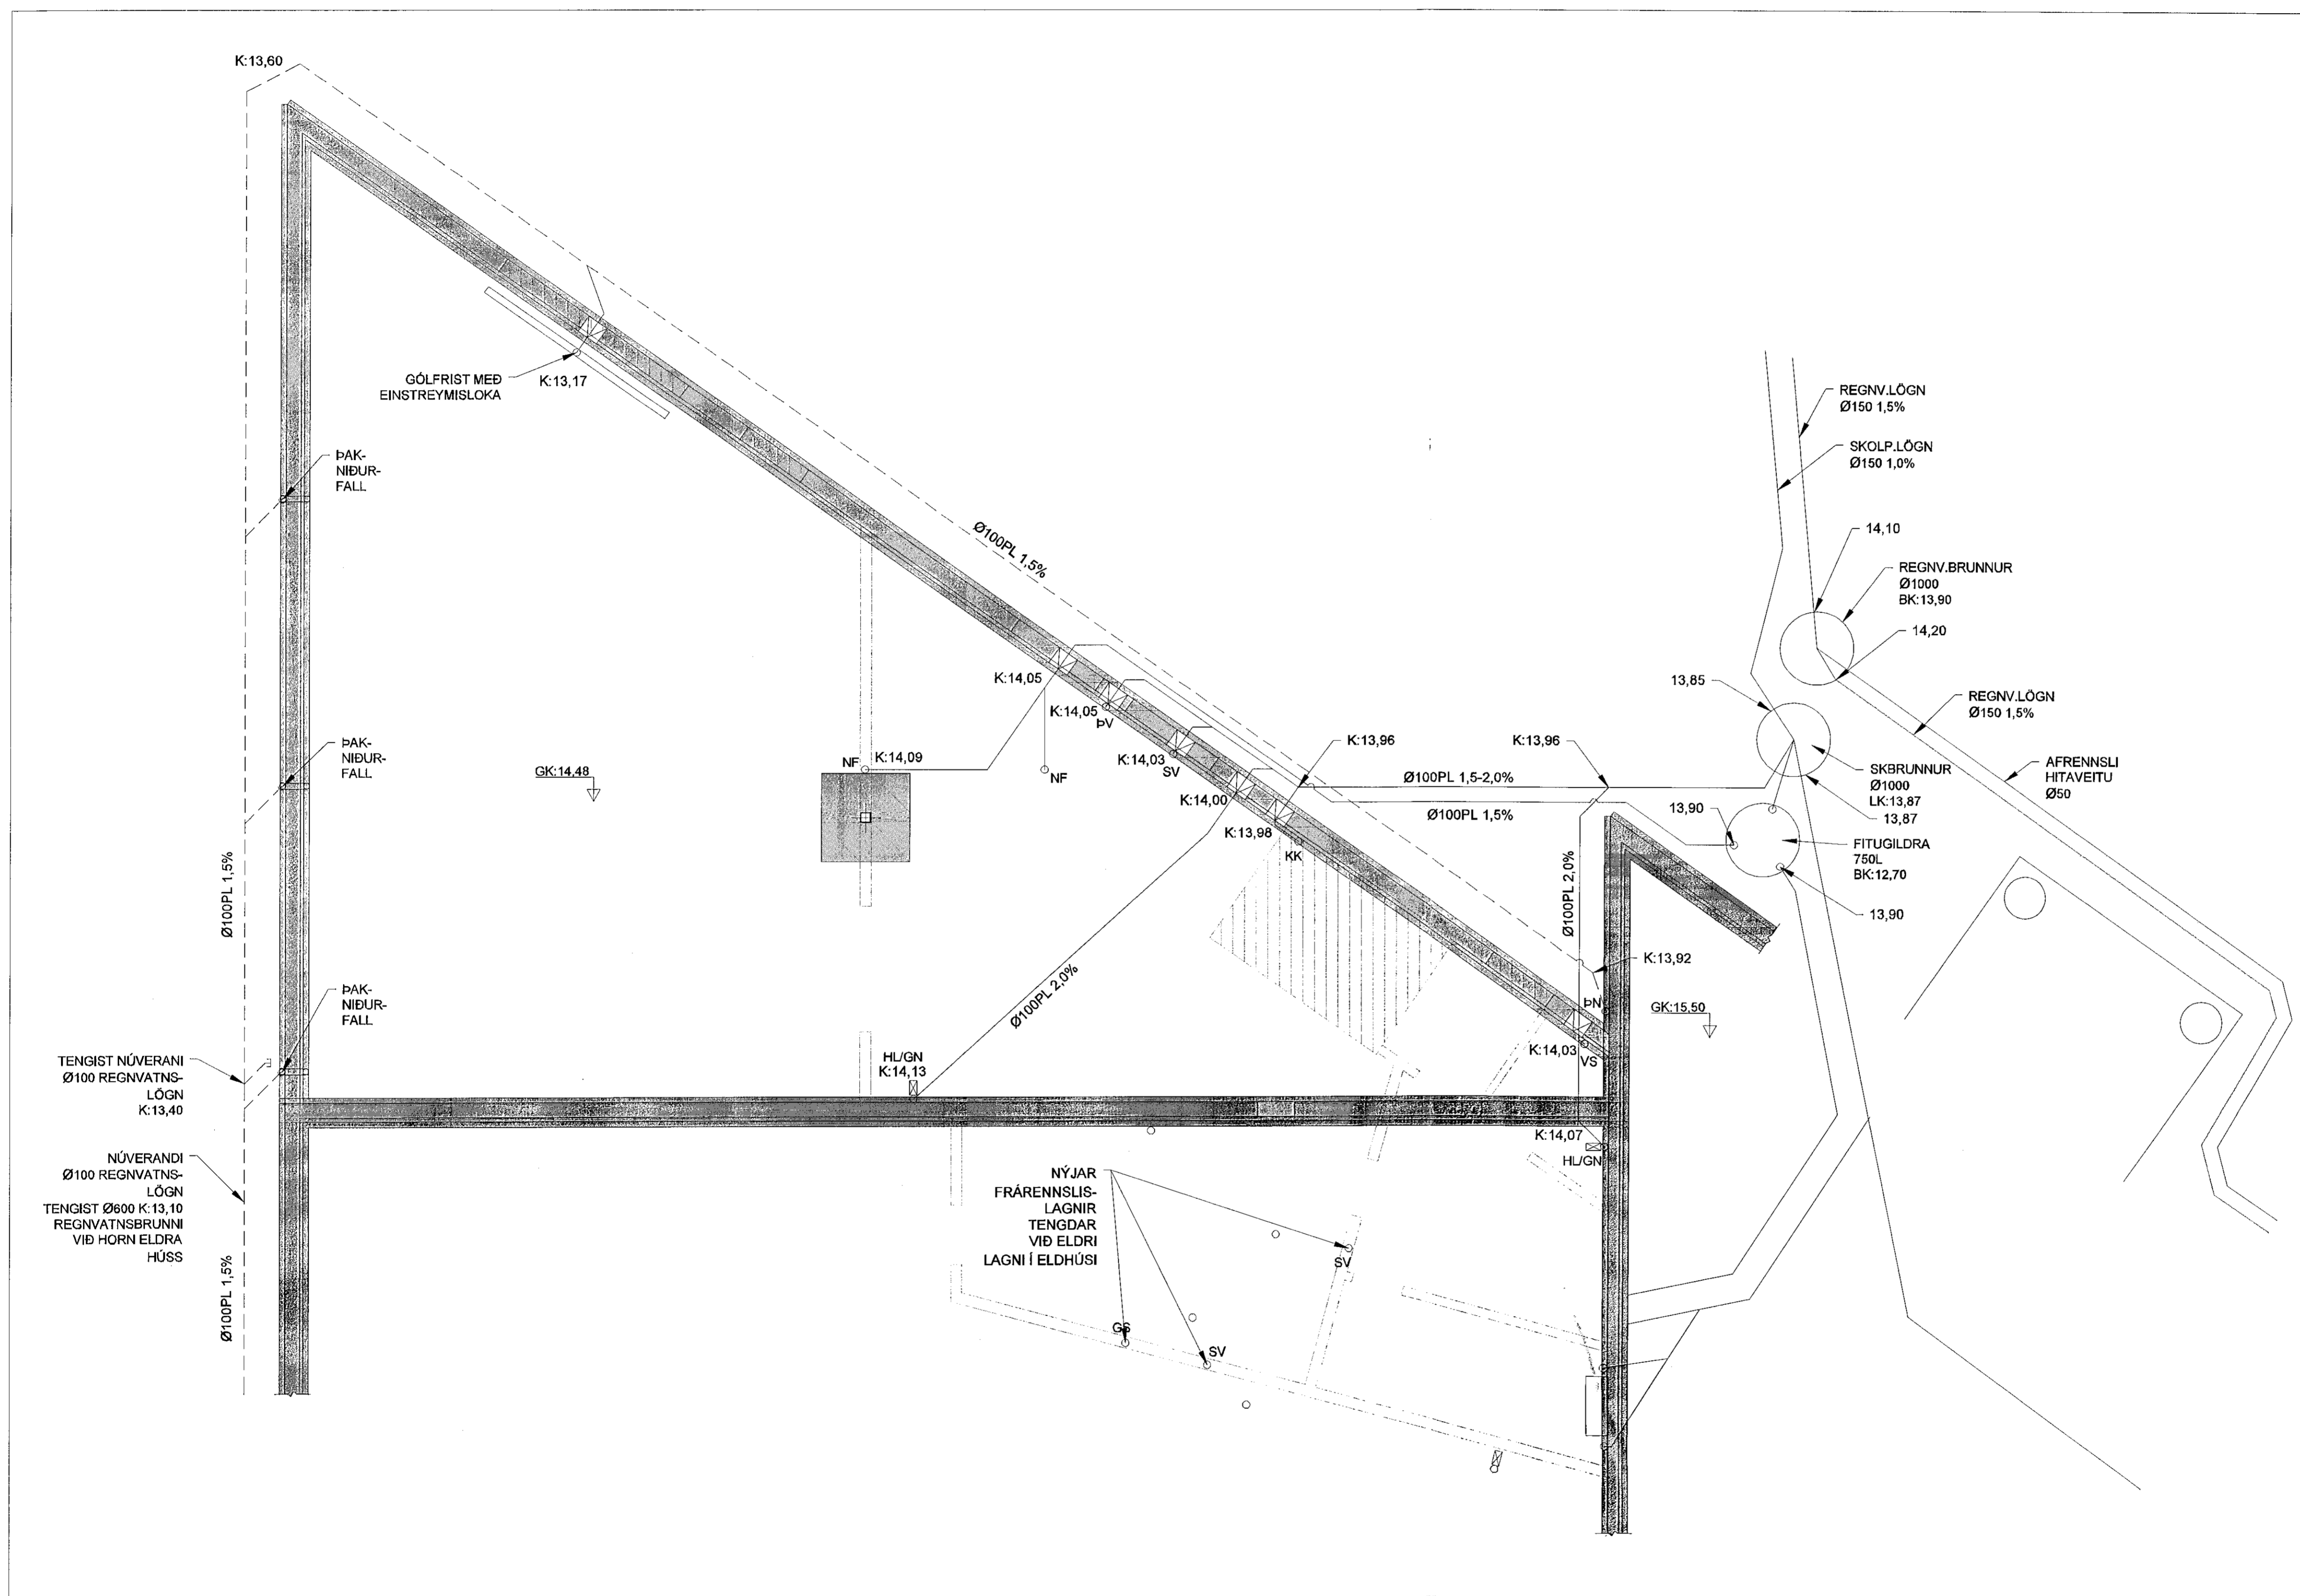 K:13,60
GÓLFRIST MEÐ
EINSTREYMISLOKA
K:13,17
ÞAK-
NIÐUR-
FALL
ÞAK-
NIÐUR-
FALL
ÞAK-
NIÐUR-
FALL
GK:14,48
Ø100PL 1,5%
Ø100PL 1,5%
TENGIST NÚVERANI
Ø100 REGNVATNS-
LÖGN
K:13,40
NÚVERANDI
Ø100 REGNVATNS-
LÖGN
TENGIST Ø600 K:13,10
REGNVATNSBRUNNI
VIÐ HORN ELDRA
HÚSS
Ø100PL 1,5%
NF
K:14,09
NF
K:14,05
K:14,05
ÞV
K:14,03
SV
K:14,00
K:13,98
KK
K:13,96
K:13,96
Ø100PL 1,5-2,0%
Ø100PL 1,5%
Ø100PL 2,0%
Ø100PL 2,0%
HL/GN
K:14,13
K:13,92
ÞN
GK:15,50
K:14,03
VS
K:14,07
HL/GN
NÝJAR
FRÁRENNSLIS-
LAGNIR
TENGDAR
VIÐ ELDRI
LAGNI Í ELDHÚSI
SV
GS
SV
REGNV.LÖGN
Ø150 1,5%
SKOLP.LÖGN
Ø150 1,0%
14,10
REGNV.BRUNNUR
Ø1000
BK:13,90
14,20
13,85
REGNV.LÖGN
Ø150 1,5%
AFRENNSLI
HITAVEITU
Ø50
SKBRUNNUR
Ø1000
LK:13,87
13,87
13,90
FITUGILDRA
750L
BK:12,70
13,90